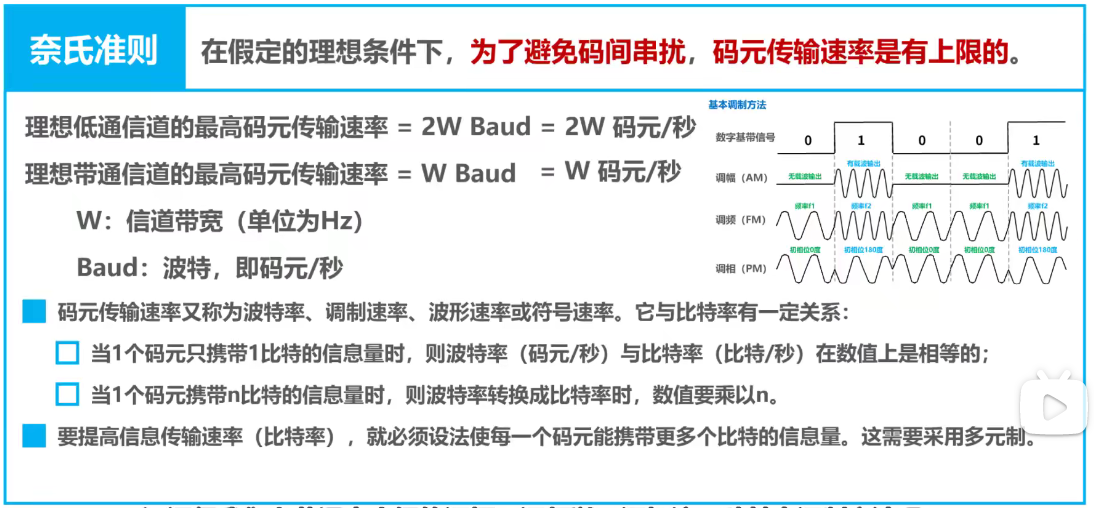 奈氏准则
在假定的理想条件下，为了避免码间串扰，码元传输速率是有上限的。
理想低通信道的最高码元传输速率 = 2W Baud = 2W 码元/秒
理想带通信道的最高码元传输速率 = W Baud = W 码元/秒
W：信道带宽（单位为Hz）
Baud：波特，即码元/秒
基本调制方法
数字基带信号 0 1 0 0 1
有载波输出 有载波输出
调幅（AM） 无载波输出 无载波输出 无载波输出
频率f1 频率f2 频率f1 频率f1 频率f2
调频（FM）
初相位0度 初相位180度 初相位0度 初相位0度 初相位180度
调相（PM）
码元传输速率又称为波特率、调制速率、波形速率或符号速率。它与比特率有一定关系：
当1个码元只携带1比特的信息量时，则波特率（码元/秒）与比特率（比特/秒）在数值上是相等的；
当1个码元携带n比特的信息量时，则波特率转换成比特率时，数值要乘以n。
要提高信息传输速率（比特率），就必须设法使每一个码元能携带更多个比特的信息量。这需要采用多元制。